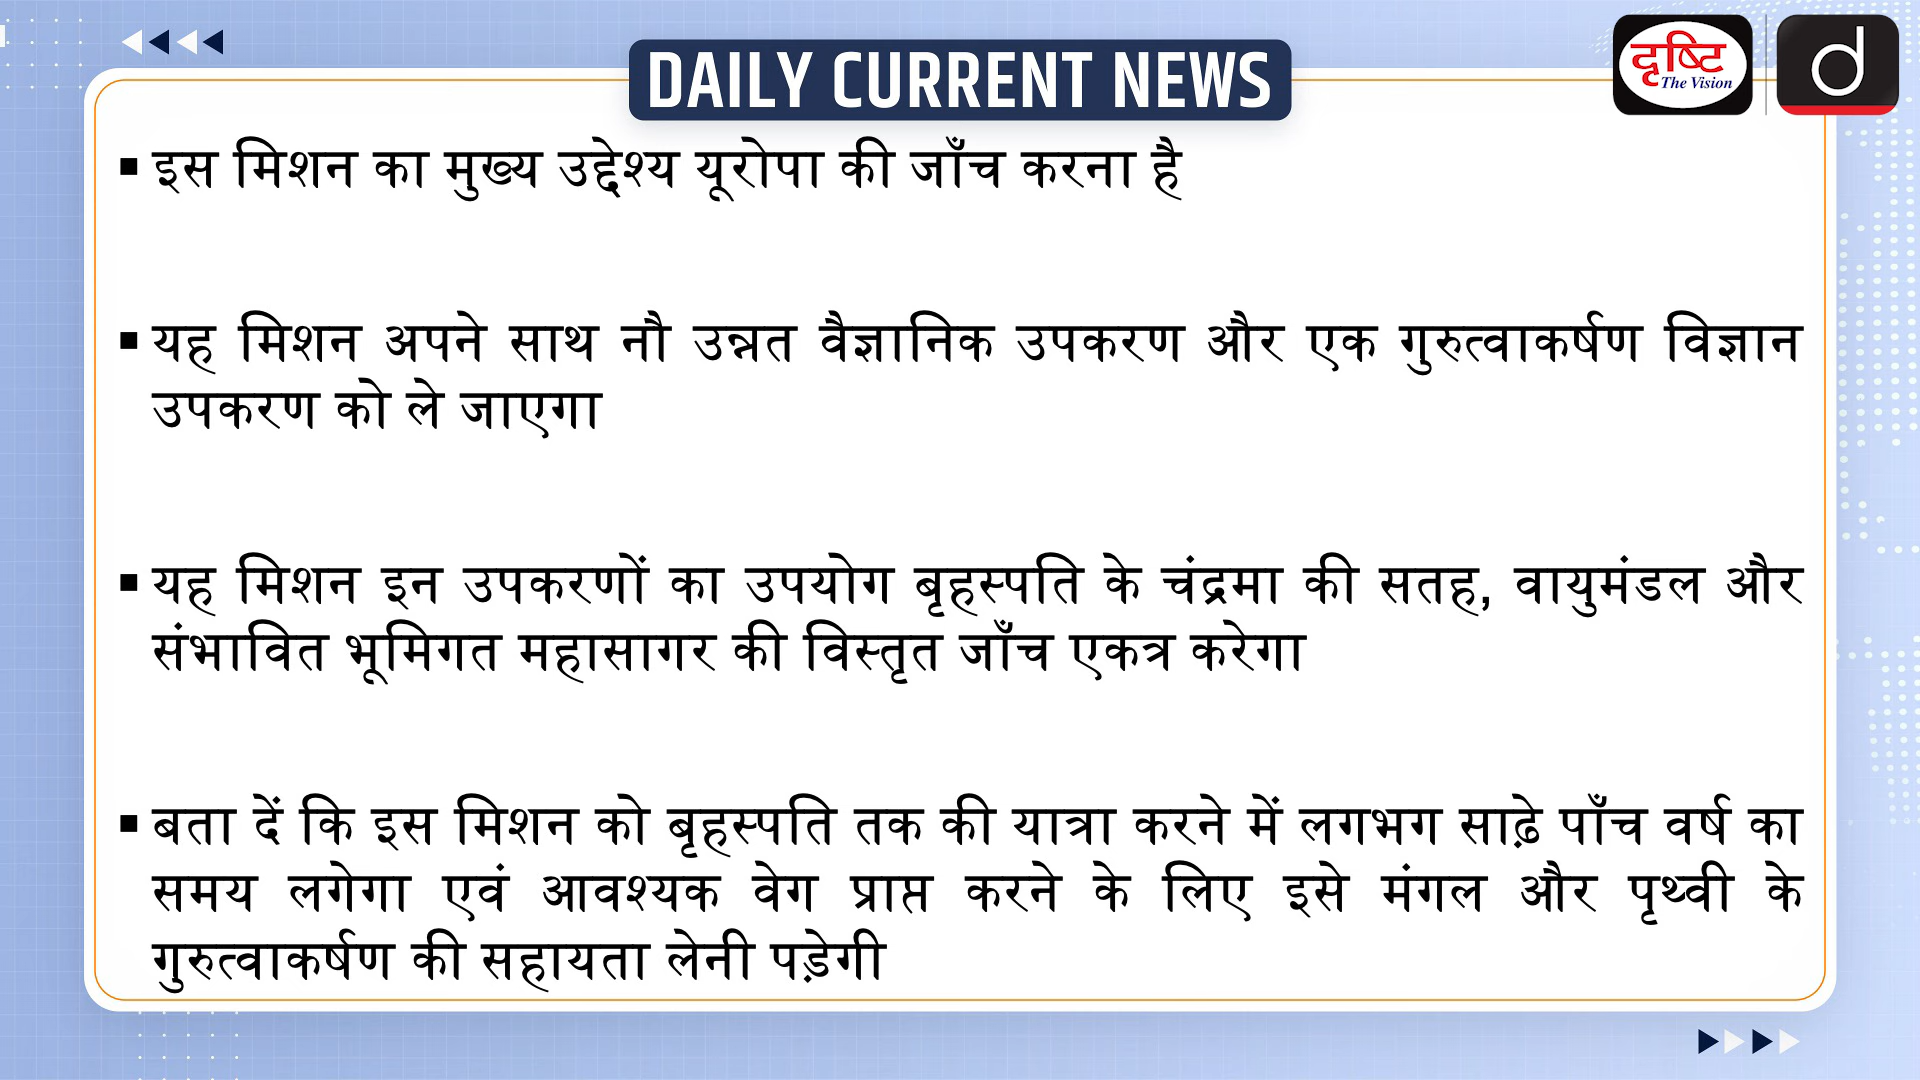 DAILY CURRENT NEWS
दृष्टि
The Vision
d
▪ इस मिशन का मुख्य उद्देश्य यूरोपा की जाँच करना है
▪ यह मिशन अपने साथ नौ उन्नत वैज्ञानिक उपकरण और एक गुरुत्वाकर्षण विज्ञान
उपकरण को ले जाएगा
▪ यह मिशन इन उपकरणों का उपयोग बृहस्पति के चंद्रमा की सतह, वायुमंडल और
संभावित भूमिगत महासागर की विस्तृत जाँच एकत्र करेगा
▪ बता दें कि इस मिशन को बृहस्पति तक की यात्रा करने में लगभग साढ़े पाँच वर्ष का
समय लगेगा एवं आवश्यक वेग प्राप्त करने के लिए इसे मंगल और पृथ्वी के
गुरुत्वाकर्षण की सहायता लेनी पड़ेगी